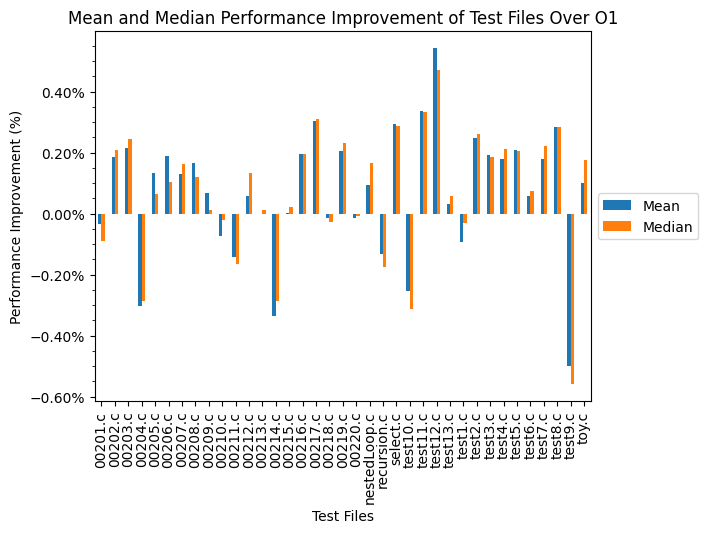 Mean and Median Performance Improvement of Test Files Over O1
Performance Improvement (%)
0.40%
0.20%
0.00%
−0.20%
−0.40%
−0.60%
Mean
Median
00201.c
00202.c
00203.c
00204.c
00205.c
00206.c
00207.c
00208.c
00209.c
00210.c
00211.c
00212.c
00213.c
00214.c
00215.c
00216.c
00217.c
00218.c
00219.c
00220.c
nestedLoop.c
recursion.c
select.c
test10.c
test11.c
test12.c
test13.c
test1.c
test2.c
test3.c
test4.c
test5.c
test6.c
test7.c
test8.c
test9.c
toy.c
Test Files